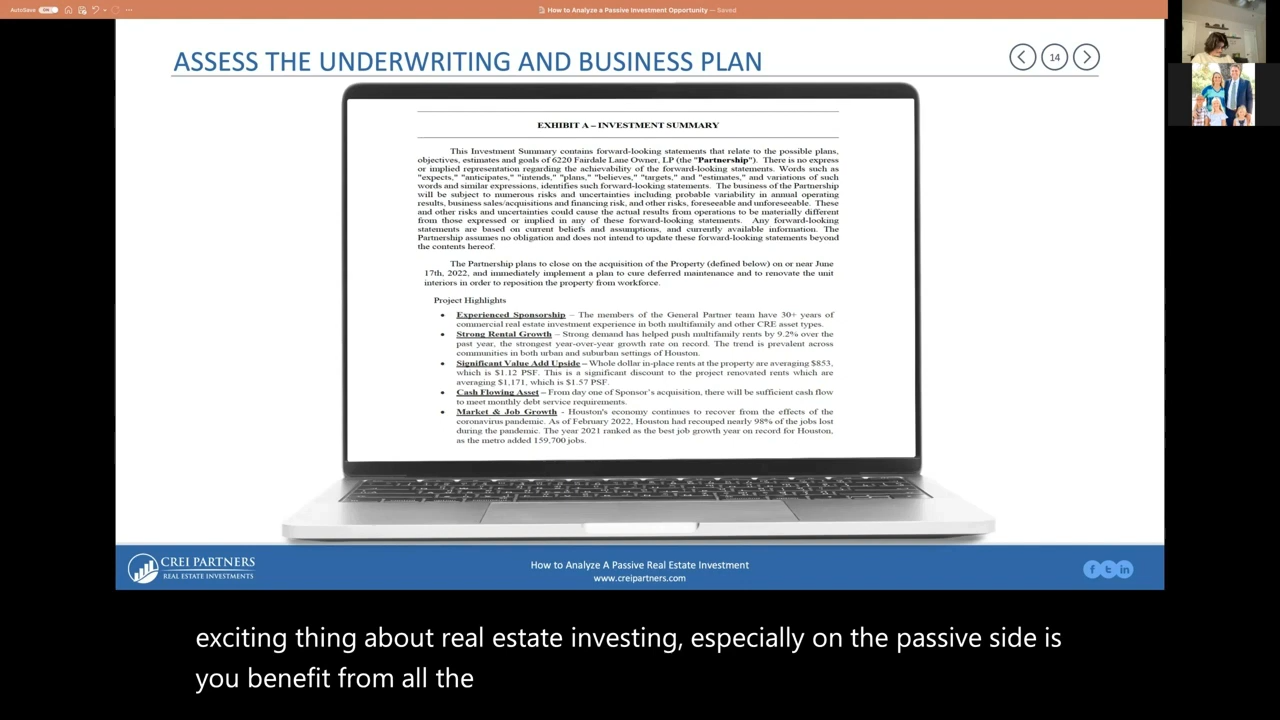 AutoSave ON
How to Analyze a Passive Investment Opportunity — Saved
ASSESS THE UNDERWRITING AND BUSINESS PLAN
14
EXHIBIT A – INVESTMENT SUMMARY
This Investment Summary contains forward-looking statements that relate to the possible plans,
objectives, estimates and goals of 6220 Fairdale Lane Owner, LP (the "Partnership"). There is no express
or implied representation regarding the achievability of the forward-looking statements. Words such as
"expects," "anticipates," "intends," "plans," "believes," "targets," and "estimates," and variations of such
words and similar expressions, identifies such forward-looking statements. The business of the Partnership
will be subject to numerous risks and uncertainties including probable variability in annual operating
results, business sales/acquisitions and financing risk, and other risks, foreseeable and unforeseeable. These
and other risks and uncertainties could cause the actual results from operations to be materially different
from those expressed or implied in any of these forward-looking statements. Any forward-looking
statements are based on current beliefs and assumptions, and currently available information. The
Partnership assumes no obligation and does not intend to update these forward-looking statements beyond
the contents hereof.
The Partnership plans to close on the acquisition of the Property (defined below) on or near June
17th, 2022, and immediately implement a plan to cure deferred maintenance and to renovate the unit
interiors in order to reposition the property from workforce.
Project Highlights
• Experienced Sponsorship – The members of the General Partner team have 30+ years of
commercial real estate investment experience in both multifamily and other CRE asset types.
• Strong Rental Growth – Strong demand has helped push multifamily rents by 9.2% over the
past year, the strongest year-over-year growth rate on record. The trend is prevalent across
communities in both urban and suburban settings of Houston.
• Significant Value Add Upside – Whole dollar in-place rents at the property are averaging $853,
which is $1.12 PSF. This is a significant discount to the project renovated rents which are
averaging $1,171, which is $1.57 PSF.
• Cash Flowing Asset – From day one of Sponsor's acquisition, there will be sufficient cash flow
to meet monthly debt service requirements.
• Market & Job Growth - Houston's economy continues to recover from the effects of the
coronavirus pandemic. As of February 2022, Houston had recouped nearly 98% of the jobs lost
during the pandemic. The year 2021 ranked as the best job growth year on record for Houston,
as the metro added 159,700 jobs.
CREI PARTNERS
REAL ESTATE INVESTMENTS
How to Analyze A Passive Real Estate Investment
www.creipartners.com
f t in
exciting thing about real estate investing, especially on the passive side is
you benefit from all the